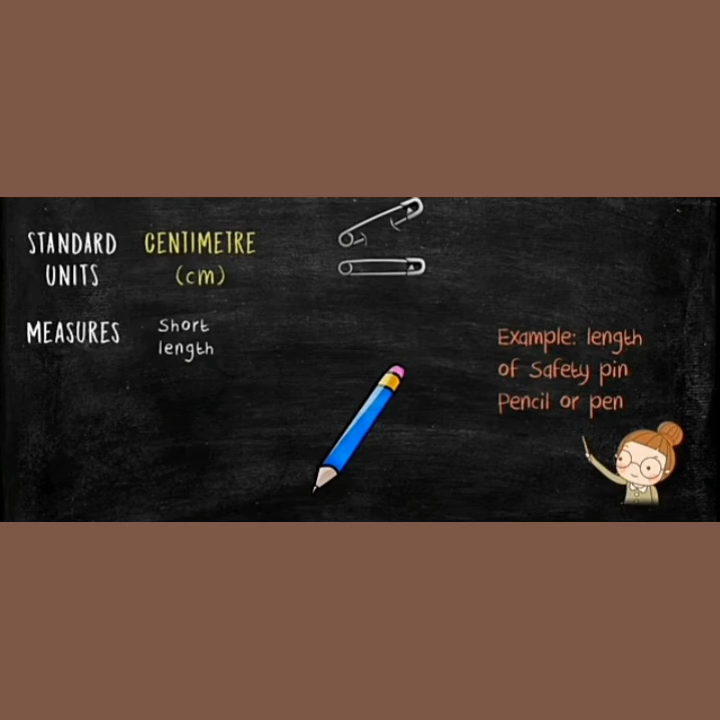 STANDARD
UNITS
CENTIMETRE
(cm)
MEASURES
Short
length
Example: length
of Safety pin
Pencil or pen